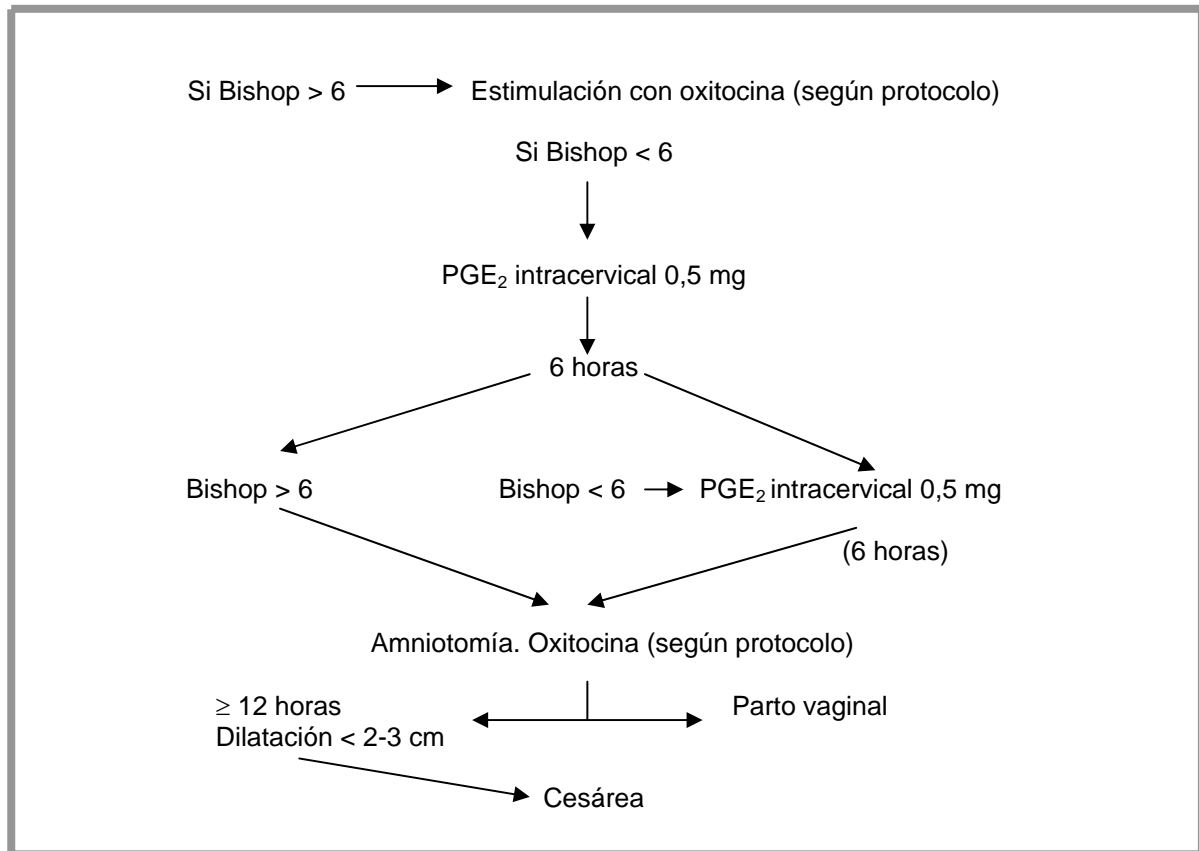 Si Bishop > 6 Estimulación con oxitocina (según protocolo)
Si Bishop < 6
PGE₂ intracervical 0,5 mg
6 horas
Bishop > 6 Bishop < 6 PGE₂ intracervical 0,5 mg
(6 horas)
Amniotomía. Oxitocina (según protocolo)
≥ 12 horas Parto vaginal
Dilatación < 2-3 cm
Cesárea